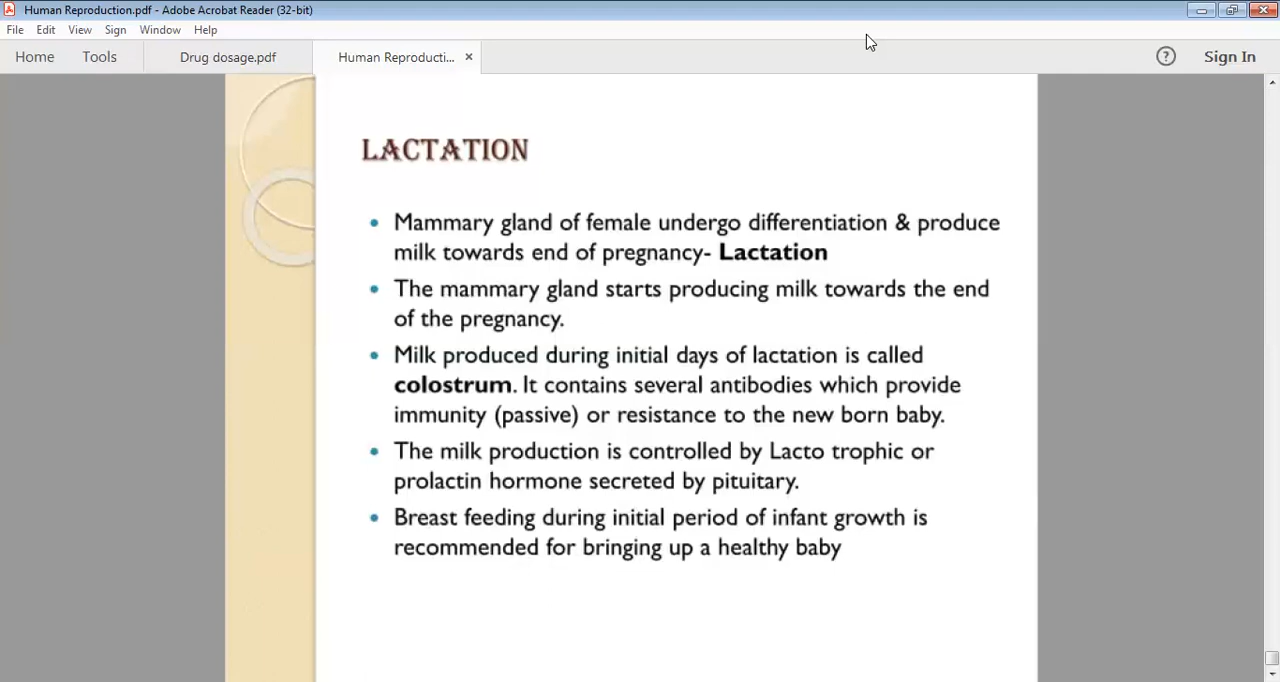 Human Reproduction.pdf - Adobe Acrobat Reader (32-bit)
File Edit View Sign Window Help
Home Tools Drug dosage.pdf Human Reproducti... × ? Sign In
LACTATION
• Mammary gland of female undergo differentiation & produce
milk towards end of pregnancy- Lactation
• The mammary gland starts producing milk towards the end
of the pregnancy.
• Milk produced during initial days of lactation is called
colostrum. It contains several antibodies which provide
immunity (passive) or resistance to the new born baby.
• The milk production is controlled by Lacto trophic or
prolactin hormone secreted by pituitary.
• Breast feeding during initial period of infant growth is
recommended for bringing up a healthy baby